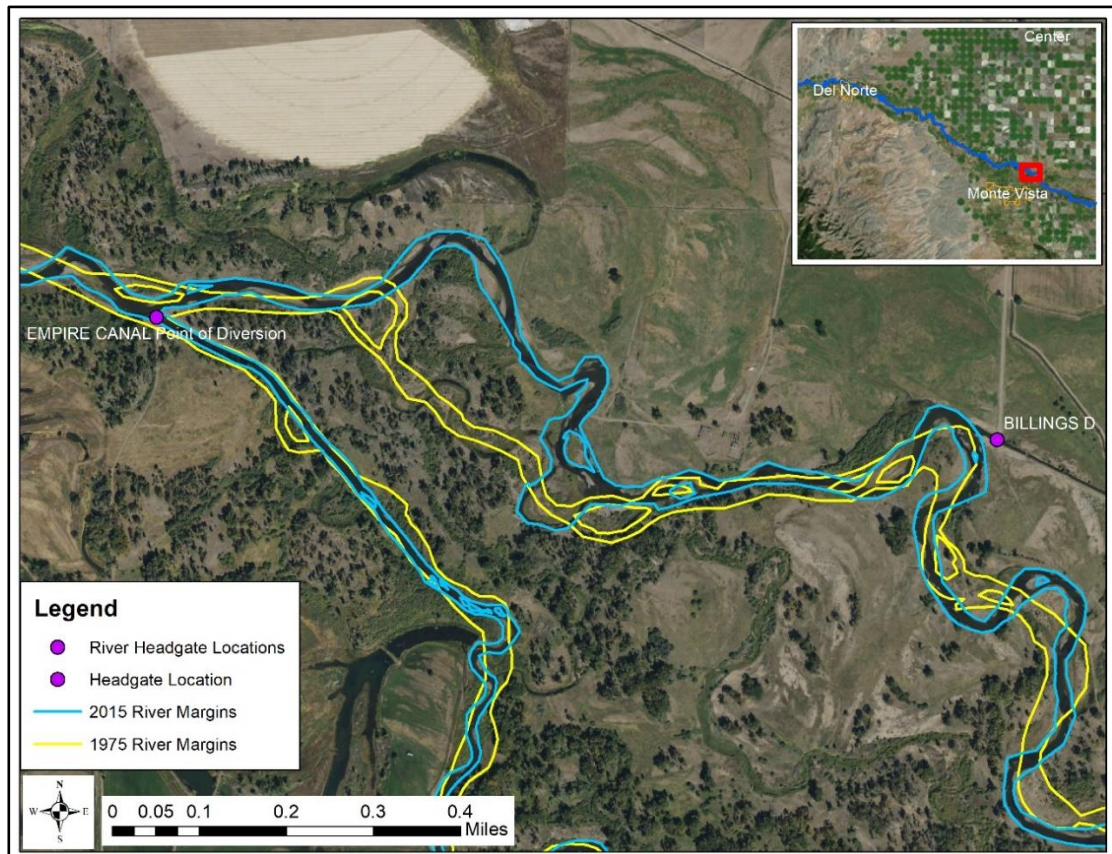 Center
Del Norte
Monte Vista
EMPIRE CANAL Point of Diversion
BILLINGS D
Legend
River Headgate Locations
Headgate Location
2015 River Margins
1975 River Margins
N
W E
S
0 0.05 0.1 0.2 0.3 0.4
Miles